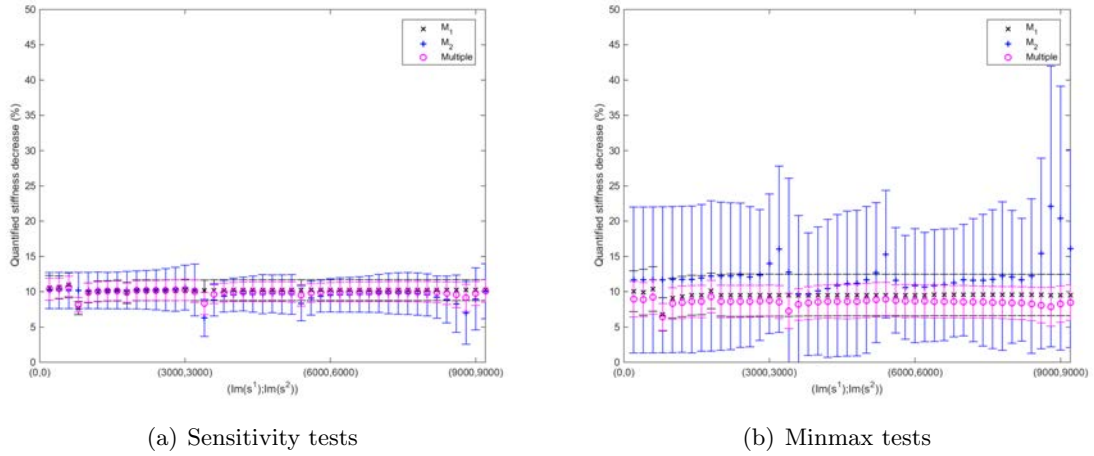 50
45
40
35
30
25
20
15
10
5
0
Quantified stiffness decrease (%)
(0,0)
(3000,3000)
(6000,6000)
(9000,9000)
(Im(s¹);Im(s²))
M₁
M₂
Multiple
(a) Sensitivity tests
50
45
40
35
30
25
20
15
10
5
0
Quantified stiffness decrease (%)
(0,0)
(3000,3000)
(6000,6000)
(9000,9000)
(Im(s¹);Im(s²))
M₁
M₂
Multiple
(b) Minmax tests